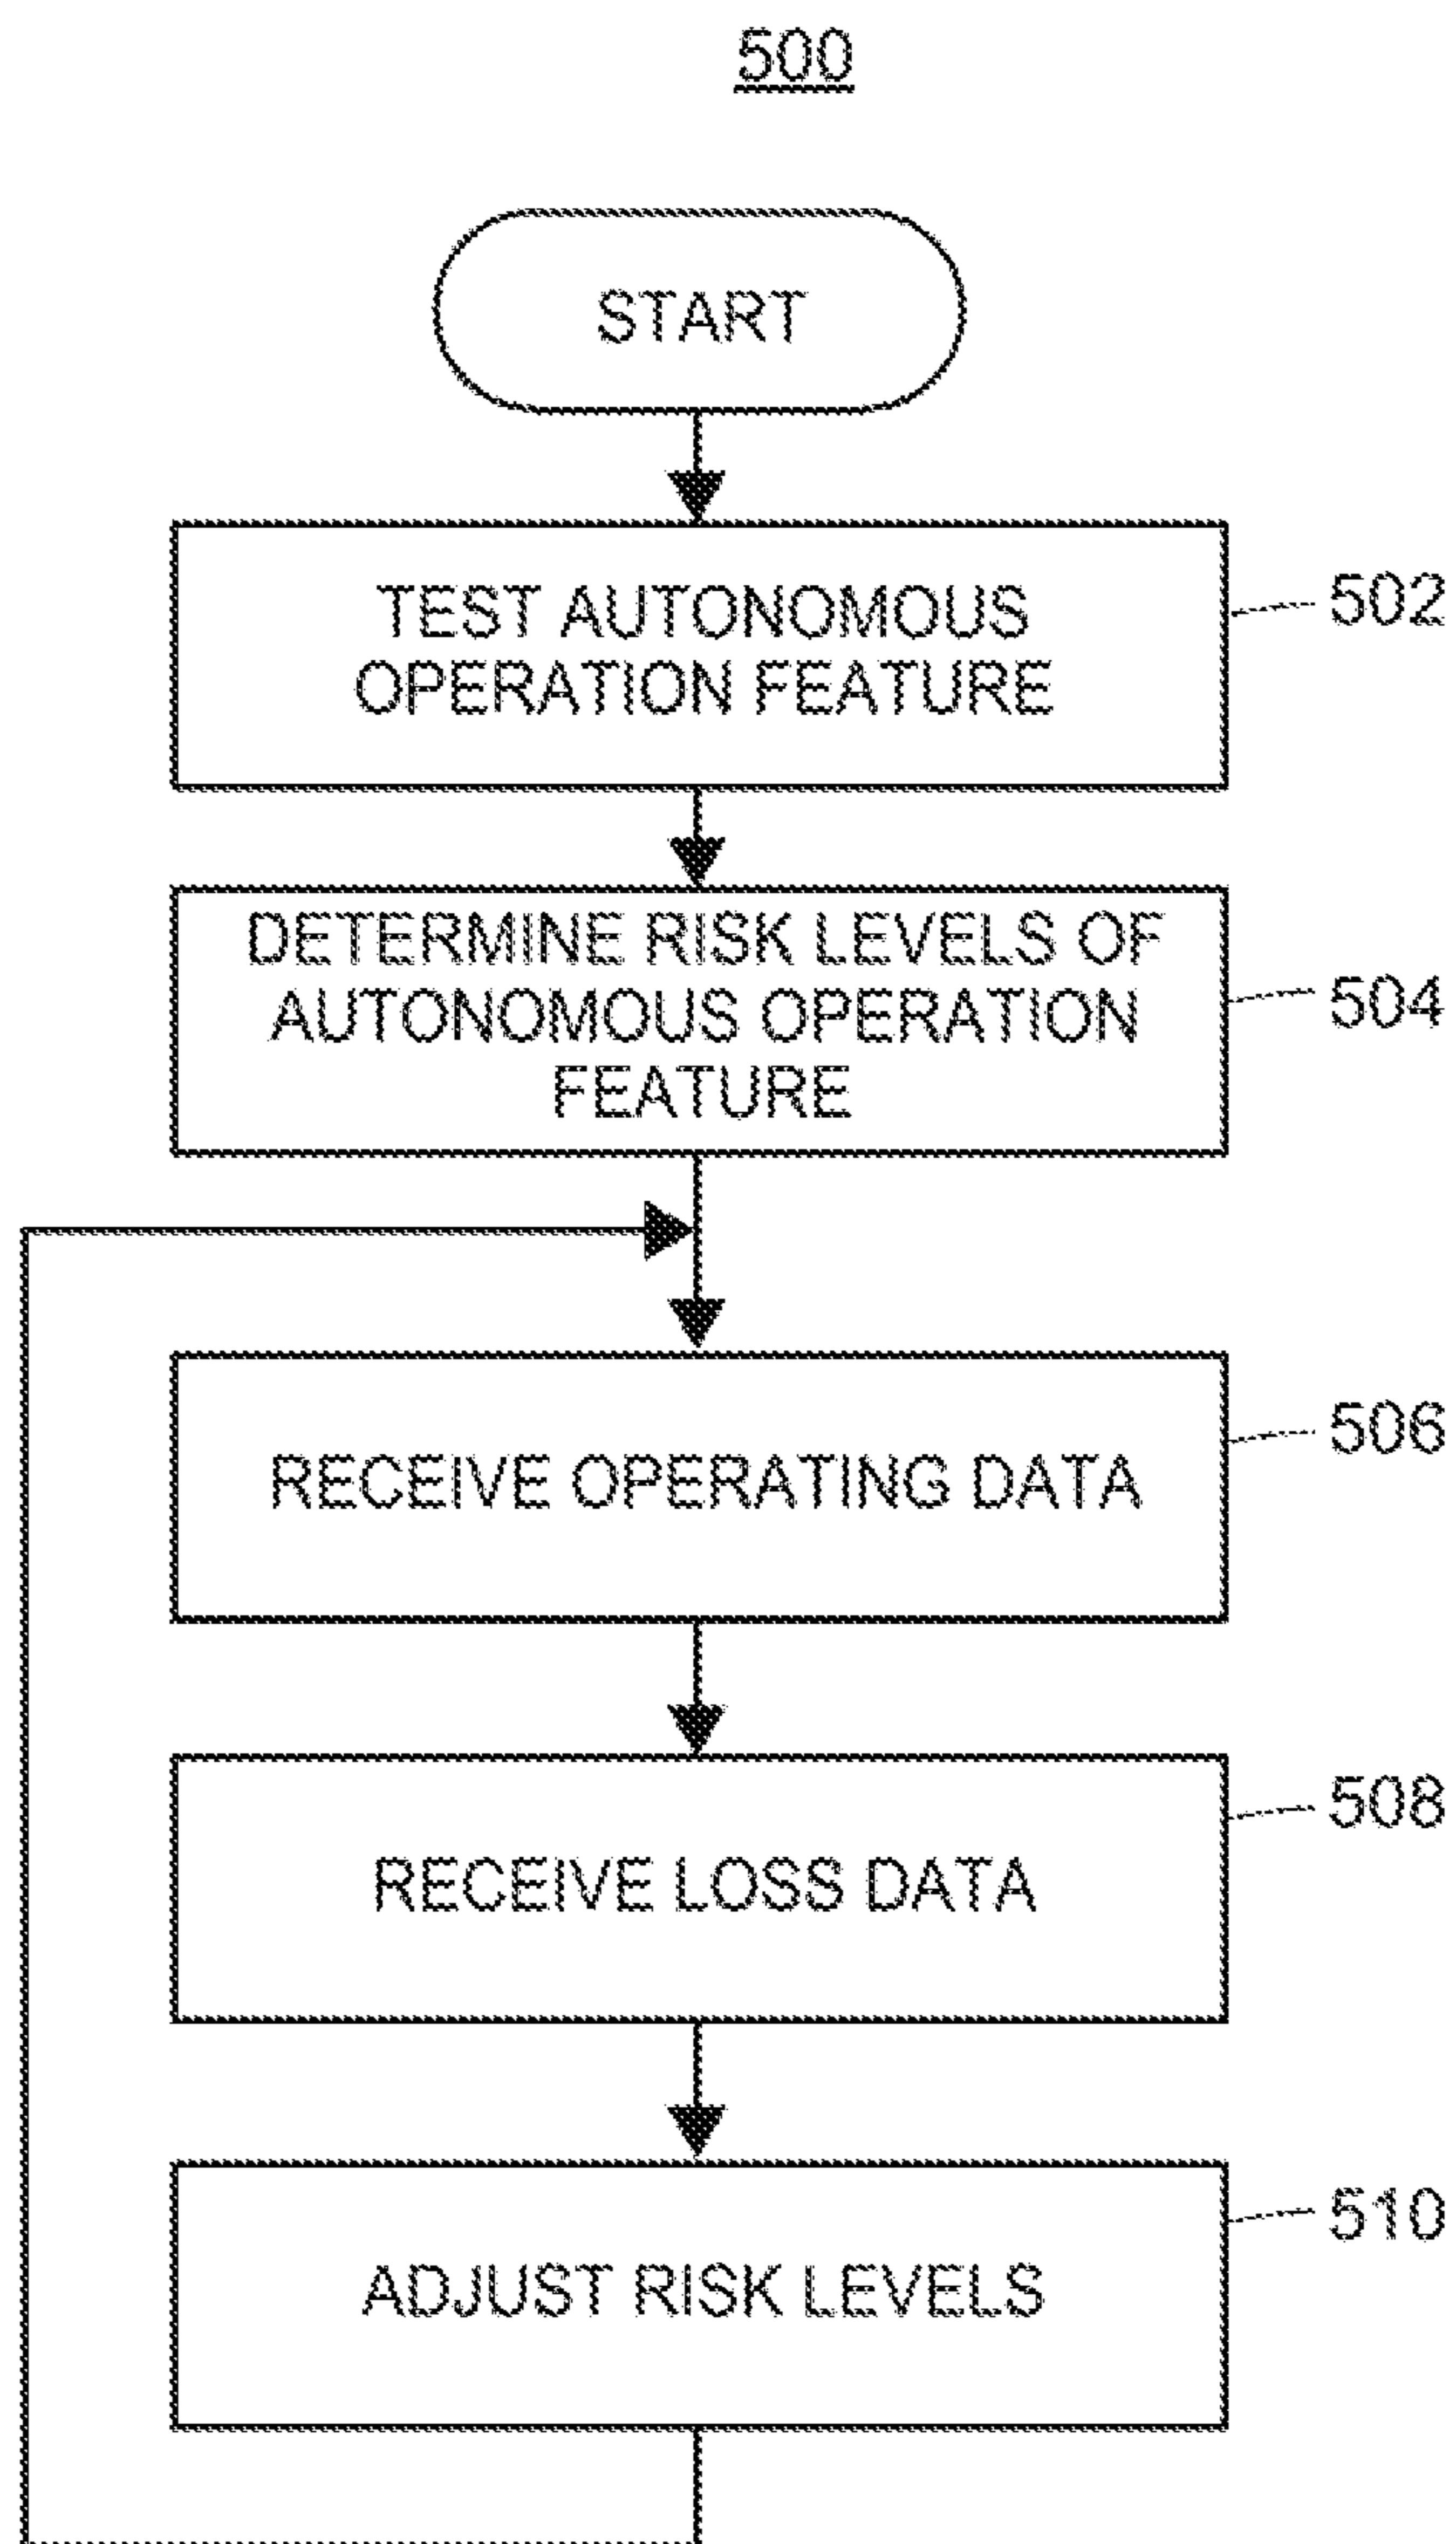 500
START
TEST AUTONOMOUS
OPERATION FEATURE
502
DETERMINE RISK LEVELS OF
AUTONOMOUS OPERATION
FEATURE
504
RECEIVE OPERATING DATA
506
RECEIVE LOSS DATA
508
ADJUST RISK LEVELS
510